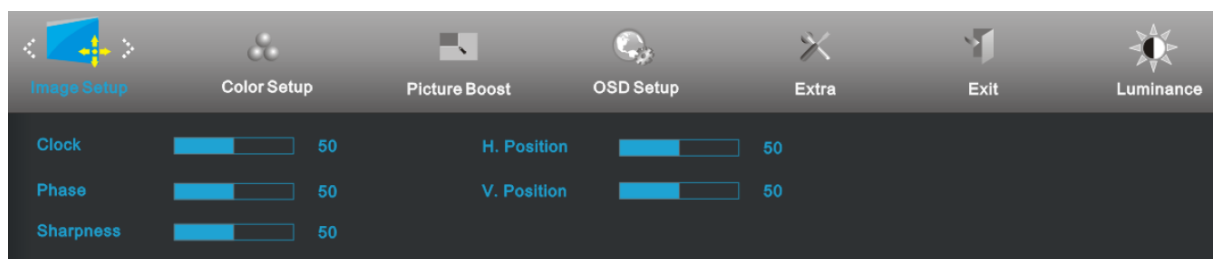 Image Setup Color Setup Picture Boost OSD Setup Extra Exit Luminance
Clock 50 H. Position 50
Phase 50 V. Position 50
Sharpness 50